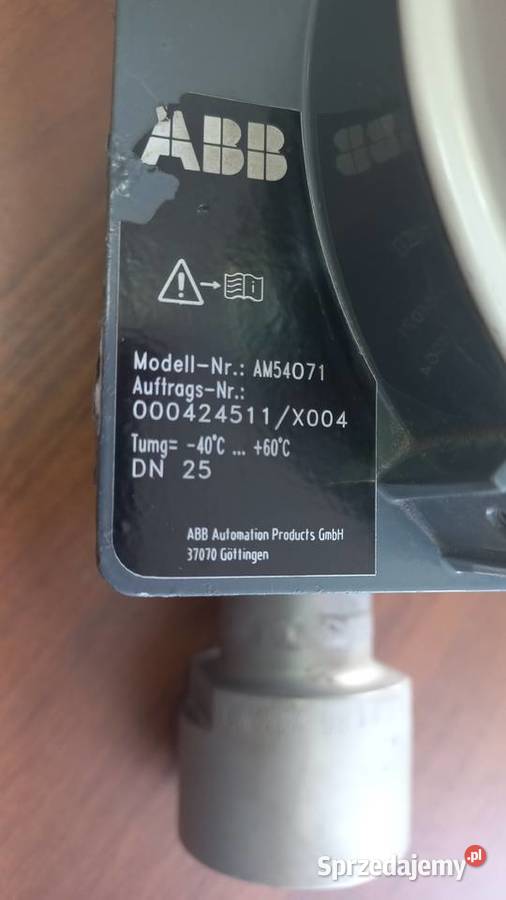 ABB
Modell-Nr.: AM54071
Auftrags-Nr.:
000424511/X004
Tumg= -40°C ... +60°C
DN 25
ABB Automation Products GmbH
37070 Göttingen
Sprzedajemy.pl